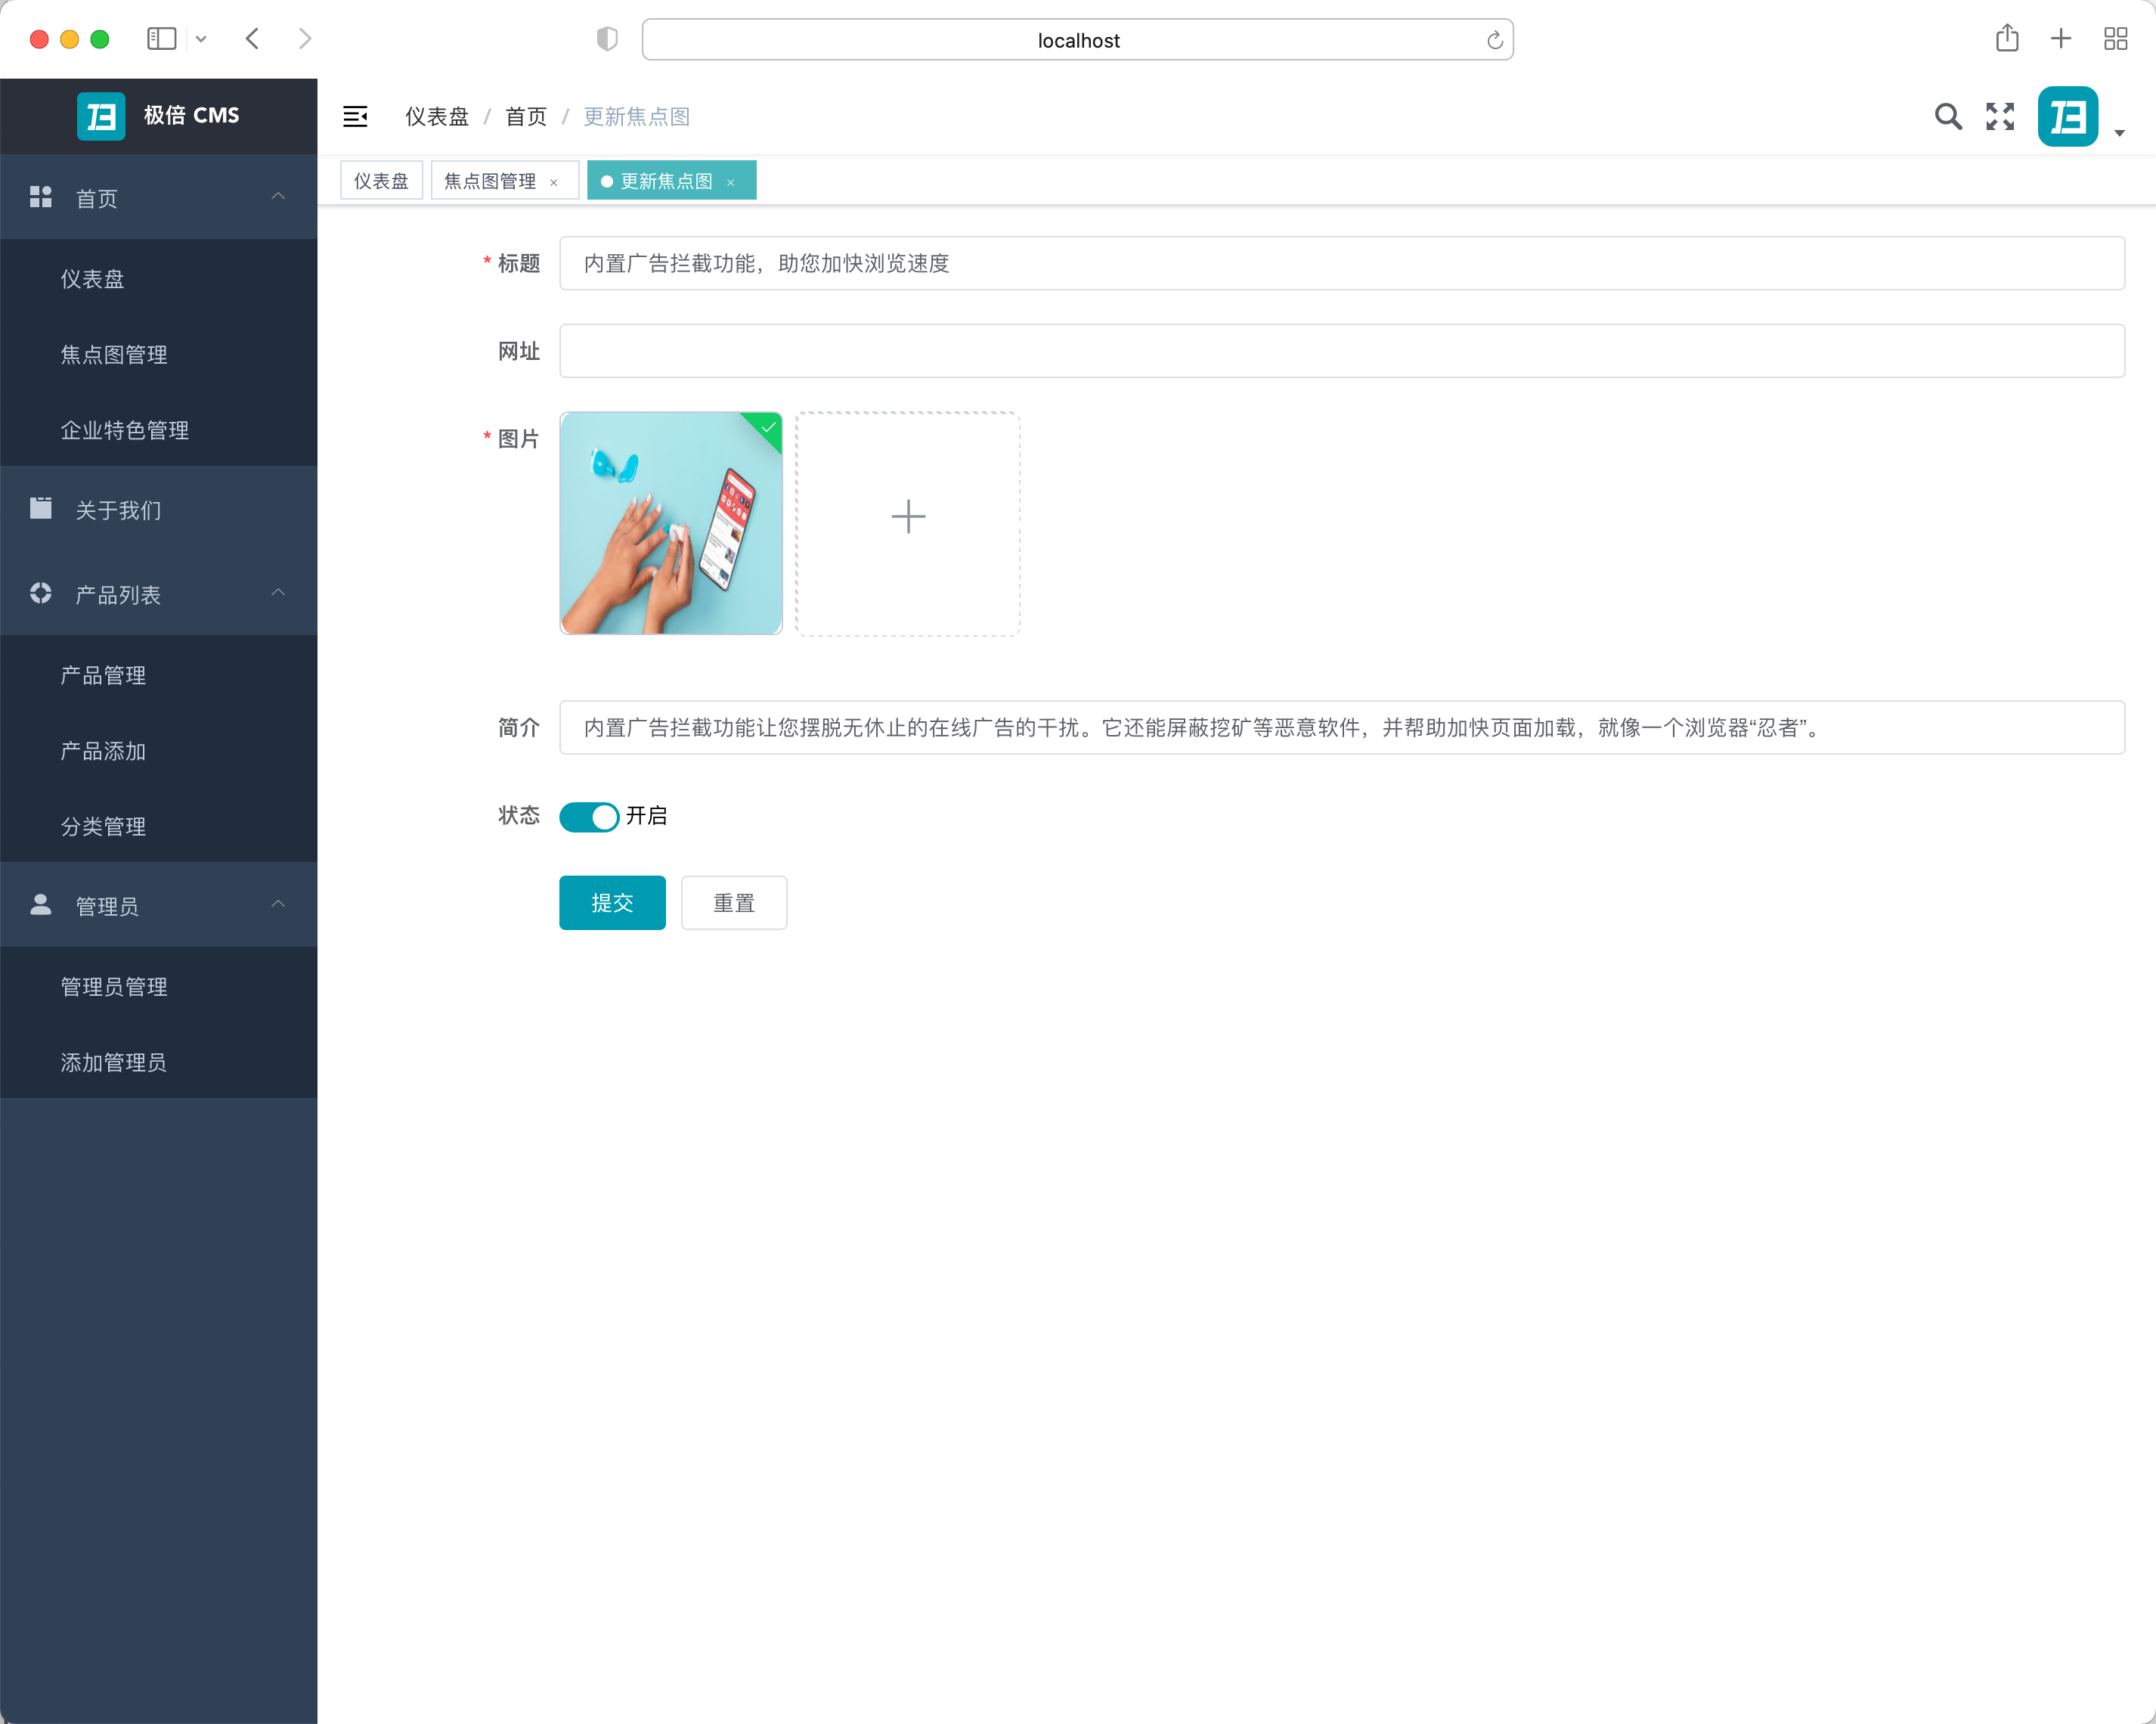 localhost
极倍 CMS
仪表盘 / 首页 / 更新焦点图
仪表盘
焦点图管理 ×
更新焦点图 ×
首页
仪表盘
焦点图管理
企业特色管理
关于我们
产品列表
产品管理
产品添加
分类管理
管理员
管理员管理
添加管理员
* 标题
内置广告拦截功能，助您加快浏览速度
网址
* 图片
简介
内置广告拦截功能让您摆脱无休止的在线广告的干扰。它还能屏蔽挖矿等恶意软件，并帮助加快页面加载，就像一个浏览器“忍者”。
状态
开启
提交
重置